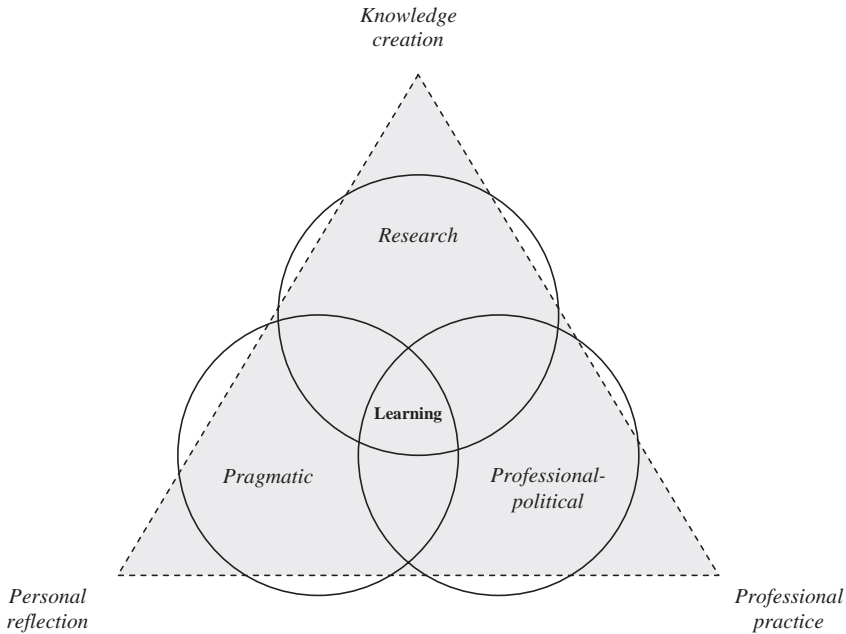 Knowledge
creation
Research
Learning
Pragmatic
Professional-
political
Personal
reflection
Professional
practice